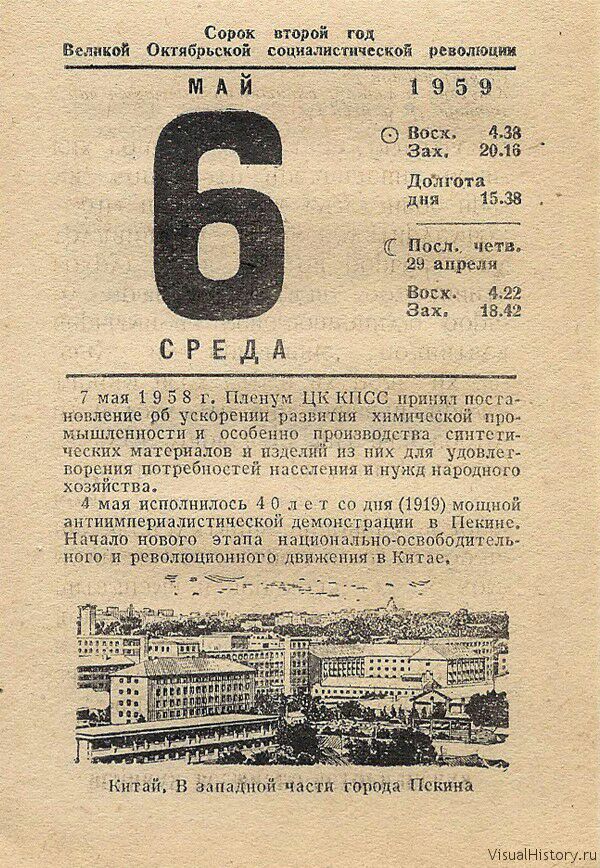 Сорок второй год
Великой Октябрьской социалистической революции
МАЙ 1959
6
СРЕДА
Восх. 4.38
Зах. 20.16
Долгота
дня 15.38
Посл. четв.
29 апреля
Восх. 4.22
Зах. 18.42
7 мая 1958 г. Пленум ЦК КПСС принял поста-
новление об ускорении развития химической про-
мышленности и особенно производства синтети-
ческих материалов и изделий из них для удовлет-
ворения потребностей населения и нужд народного
хозяйства.
4 мая исполнилось 40 лет со дня (1919) мощной
антиимпериалистической демонстрации в Пекине.
Начало нового этапа национально-освободитель-
ного и революционного движения в Китае.
Китай. В западной части города Пекина
VisualHistory.ru